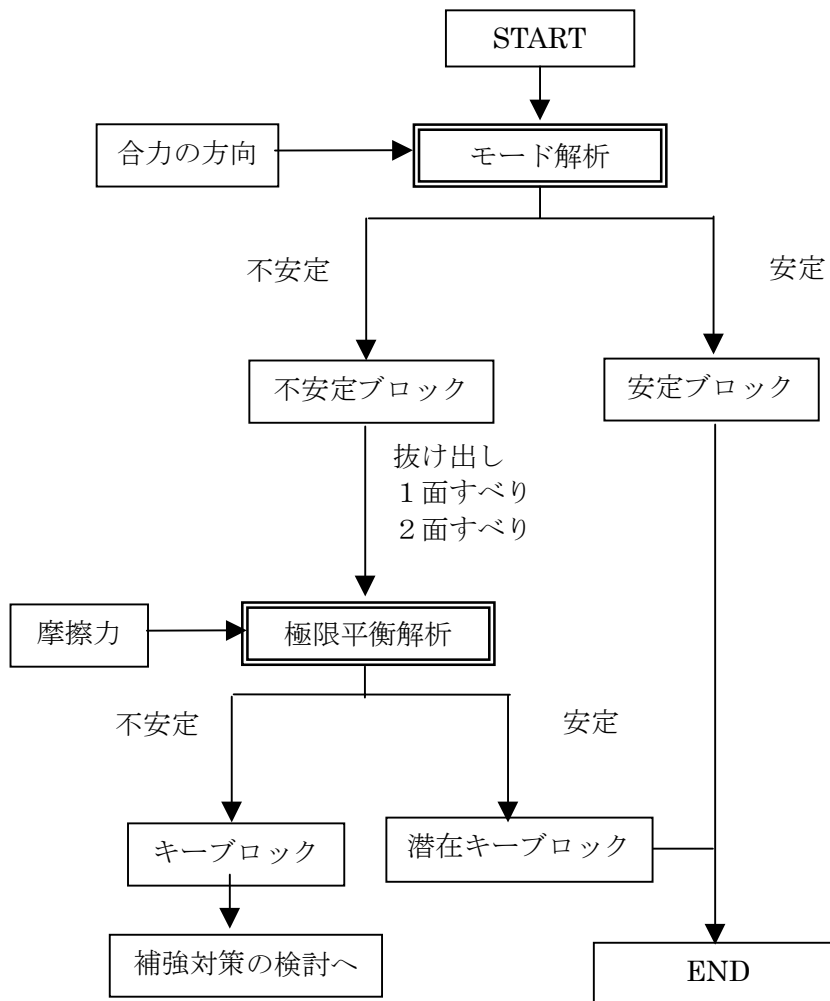 START
合力の方向
モード解析
不安定
安定
不安定ブロック
安定ブロック
抜け出し
１面すべり
２面すべり
摩擦力
極限平衡解析
不安定
安定
キーブロック
潜在キーブロック
補強対策の検討へ
END